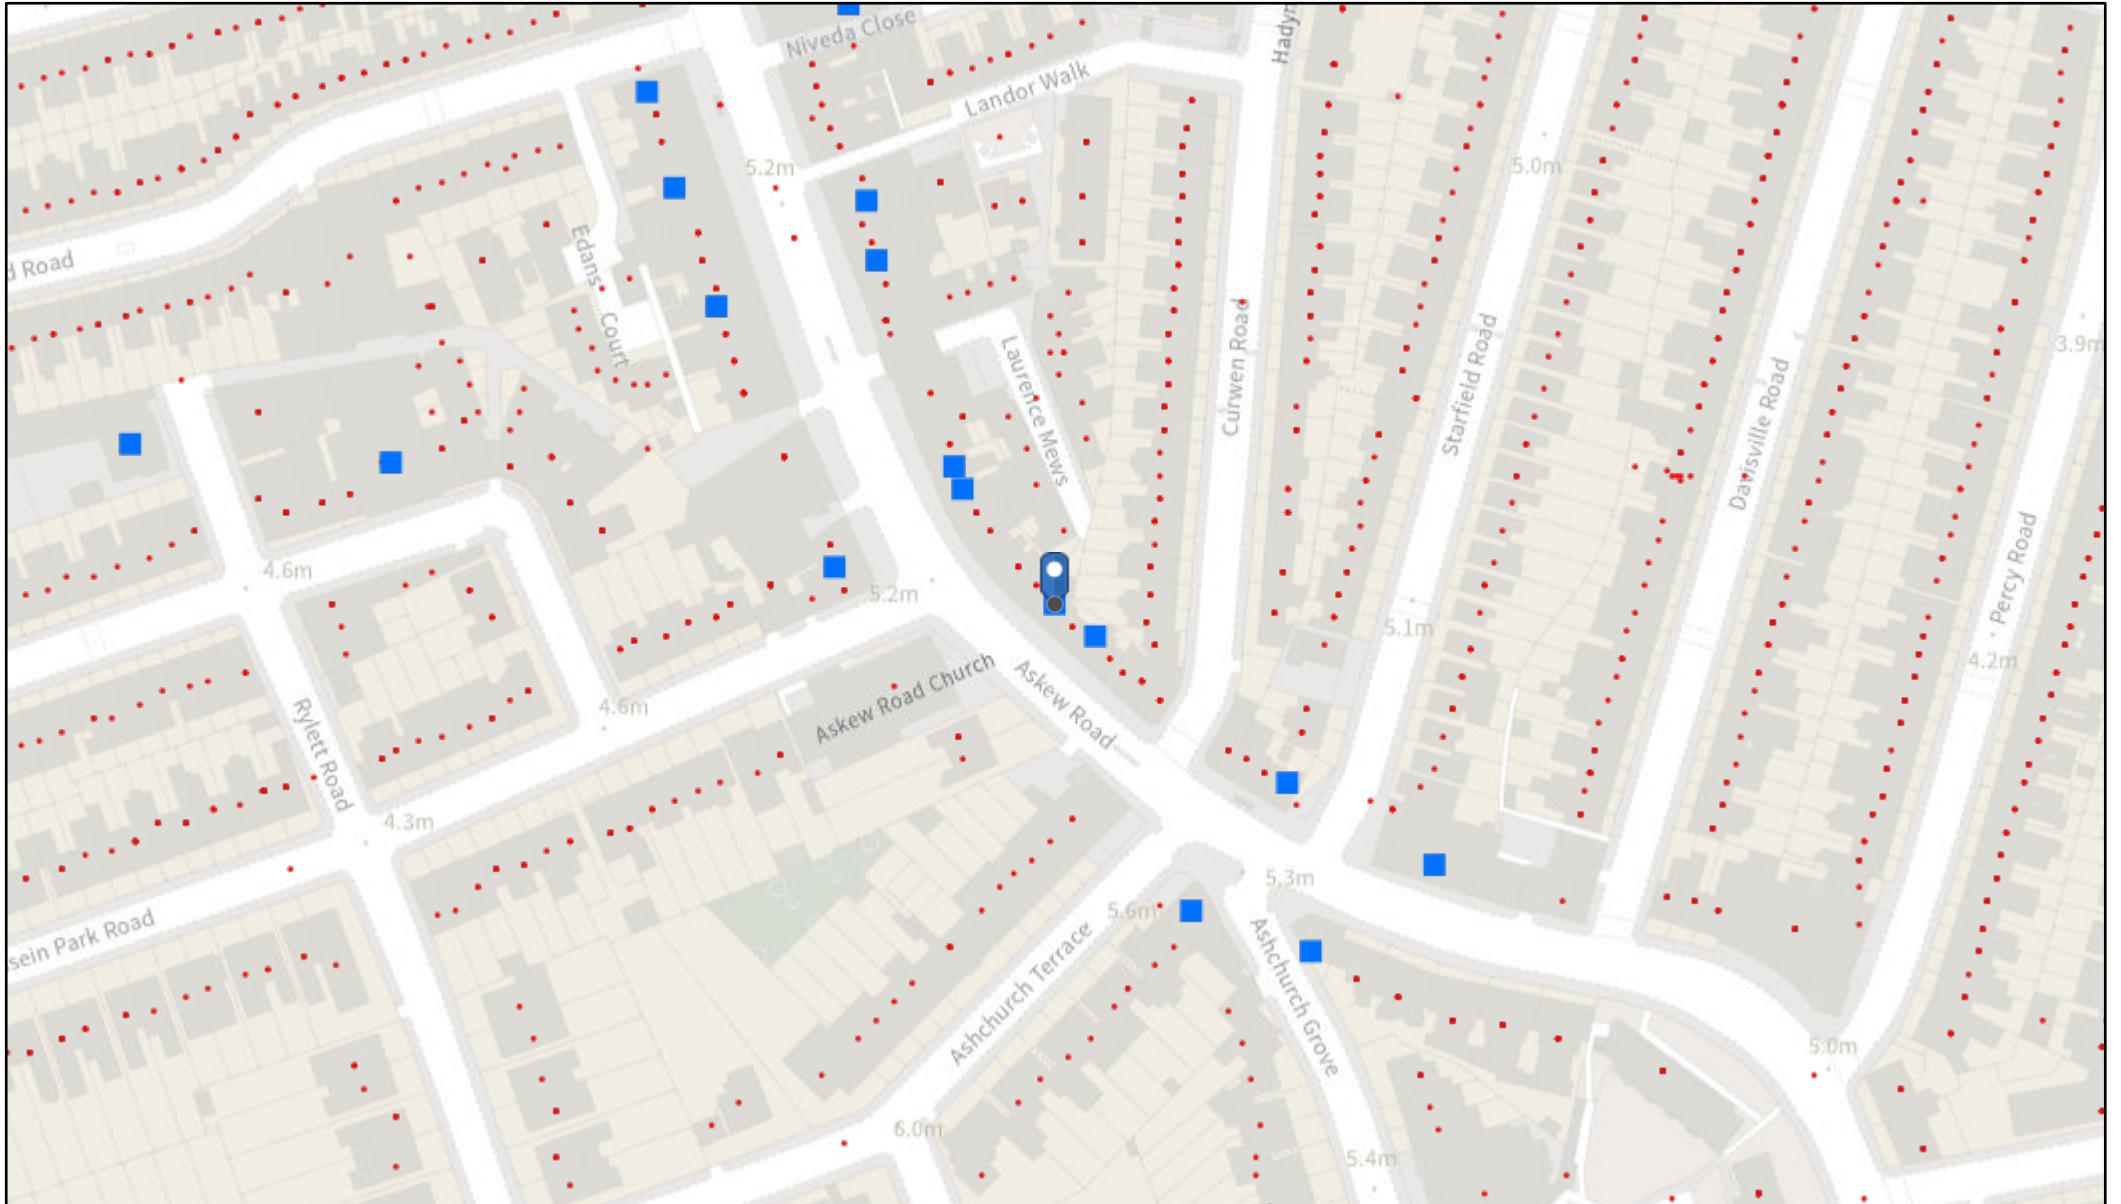 Niveda Close
Landor Walk
5.2m
5.0m
Edans Court
d Road
Laurence Mews
Curwen Road
Starfield Road
Davisville Road
3.9m
4.6m
5.2m
Percy Road
5.1m
4.2m
Askew Road Church
Askew Road
4.6m
Rylett Road
4.3m
5.3m
5.6m
sein Park Road
Ashchurch Terrace
Ashchurch Grove
5.0m
6.0m
5.4m